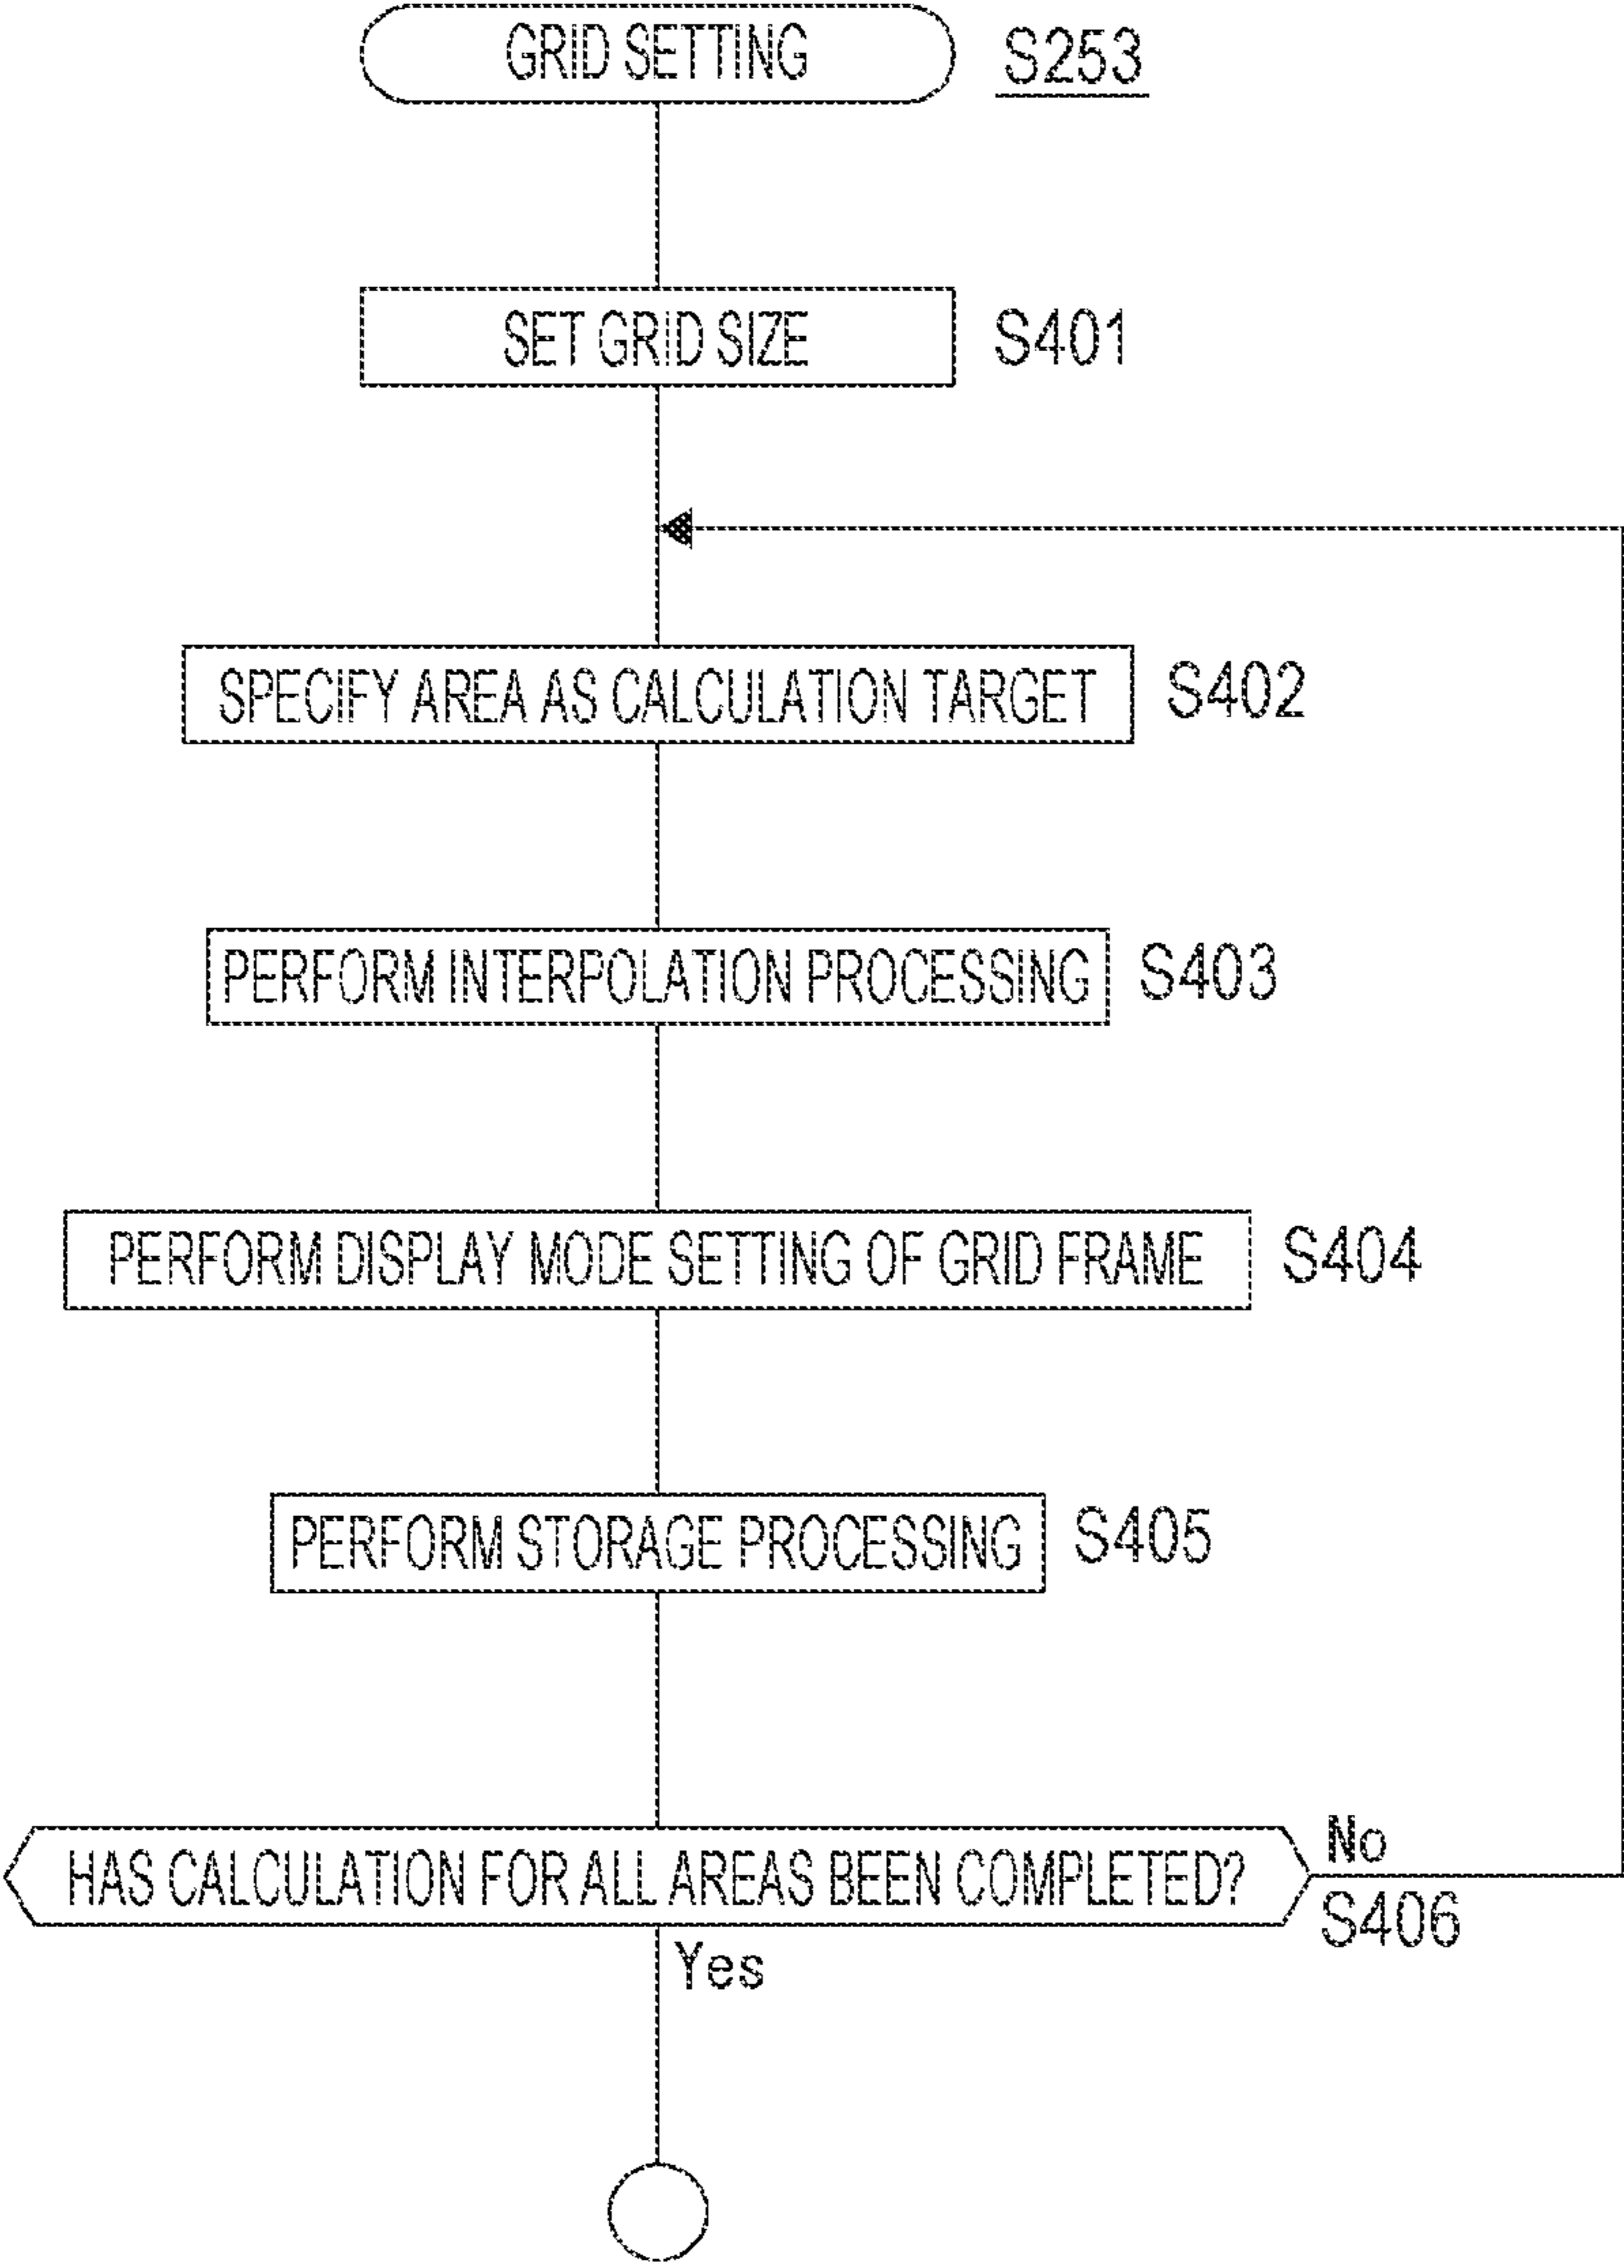 GRID SETTING S253
SET GRID SIZE S401
SPECIFY AREA AS CALCULATION TARGET S402
PERFORM INTERPOLATION PROCESSING S403
PERFORM DISPLAY MODE SETTING OF GRID FRAME S404
PERFORM STORAGE PROCESSING S405
HAS CALCULATION FOR ALL AREAS BEEN COMPLETED? No
S406
Yes